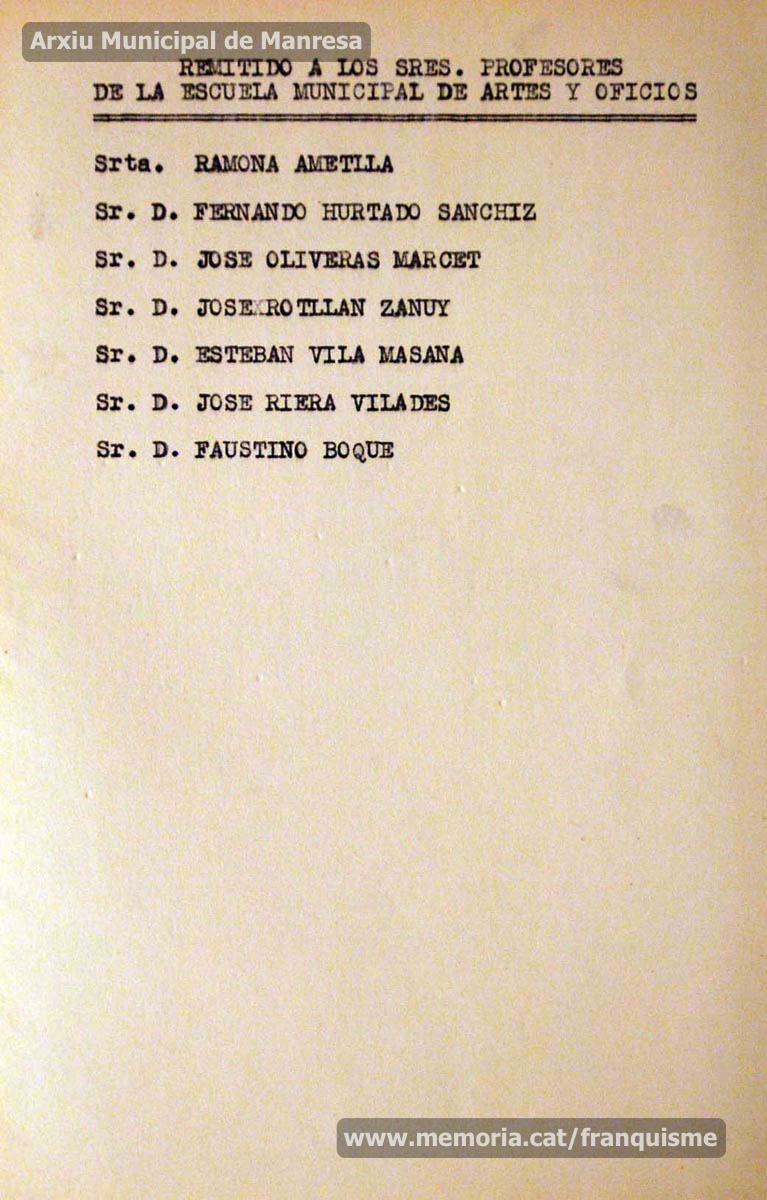 Arxiu Municipal de Manresa
REMITIDO A LOS SRES. PROFESORES
DE LA ESCUELA MUNICIPAL DE ARTES Y OFICIOS
Srta. RAMONA AMETLLA
Sr. D. FERNANDO HURTADO SANCHIZ
Sr. D. JOSE OLIVERAS MARCET
Sr. D. JOSE ROTLLAN ZANUY
Sr. D. ESTEBAN VILA MASANA
Sr. D. JOSE RIERA VILADES
Sr. D. FAUSTINO BOQUE
www.memoria.cat/franquisme